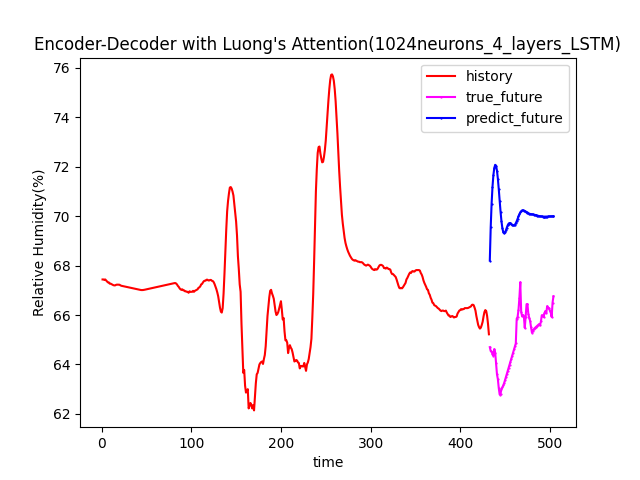 Encoder-Decoder with Luong's Attention(1024neurons_4_layers_LSTM)
history
true_future
predict_future
76
74
72
70
68
66
64
62
Relative Humidity(%)
0 100 200 300 400 500
time